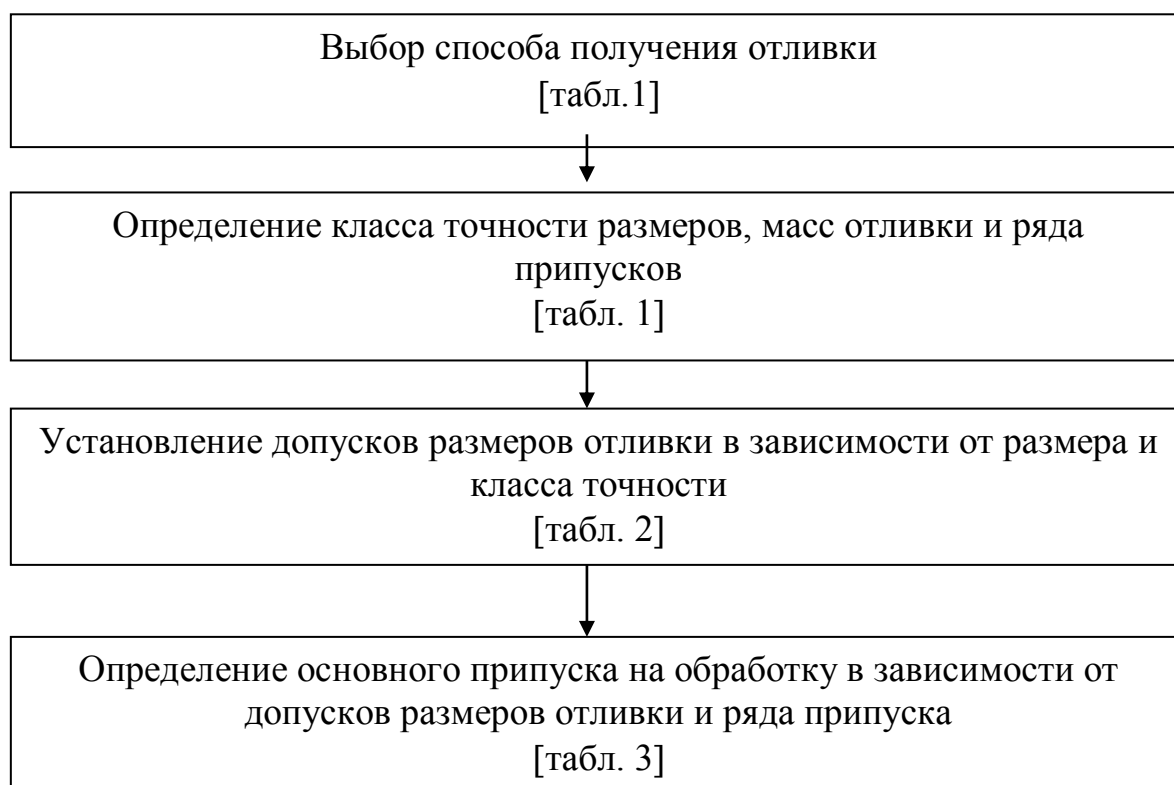 Выбор способа получения отливки
[табл.1]
Определение класса точности размеров, масс отливки и ряда
припусков
[табл. 1]
Установление допусков размеров отливки в зависимости от размера и
класса точности
[табл. 2]
Определение основного припуска на обработку в зависимости от
допусков размеров отливки и ряда припуска
[табл. 3]